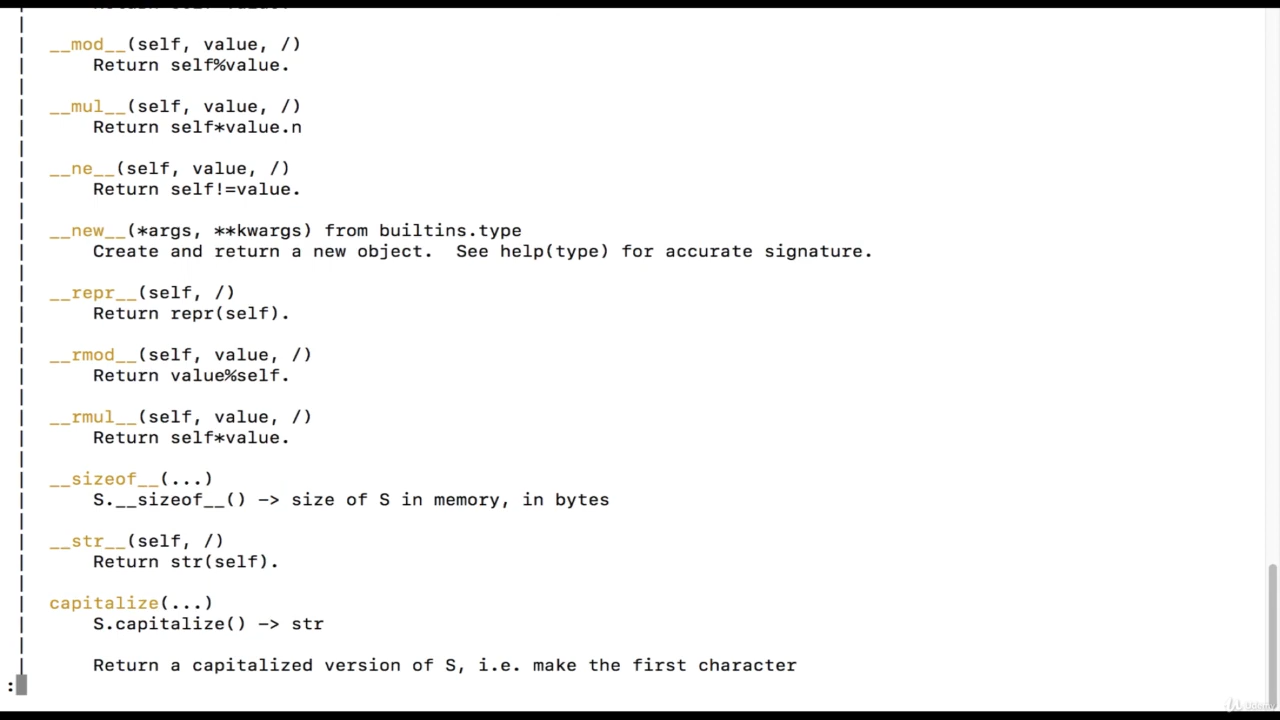 | __mod__(self, value, /)
|     Return self%value.
|
| __mul__(self, value, /)
|     Return self*value.n
|
| __ne__(self, value, /)
|     Return self!=value.
|
| __new__(*args, **kwargs) from builtins.type
|     Create and return a new object.  See help(type) for accurate signature.
|
| __repr__(self, /)
|     Return repr(self).
|
| __rmod__(self, value, /)
|     Return value%self.
|
| __rmul__(self, value, /)
|     Return self*value.
|
| __sizeof__(...)
|     S.__sizeof__() -> size of S in memory, in bytes
|
| __str__(self, /)
|     Return str(self).
|
| capitalize(...)
|     S.capitalize() -> str
|
|     Return a capitalized version of S, i.e. make the first character
:
Udemy